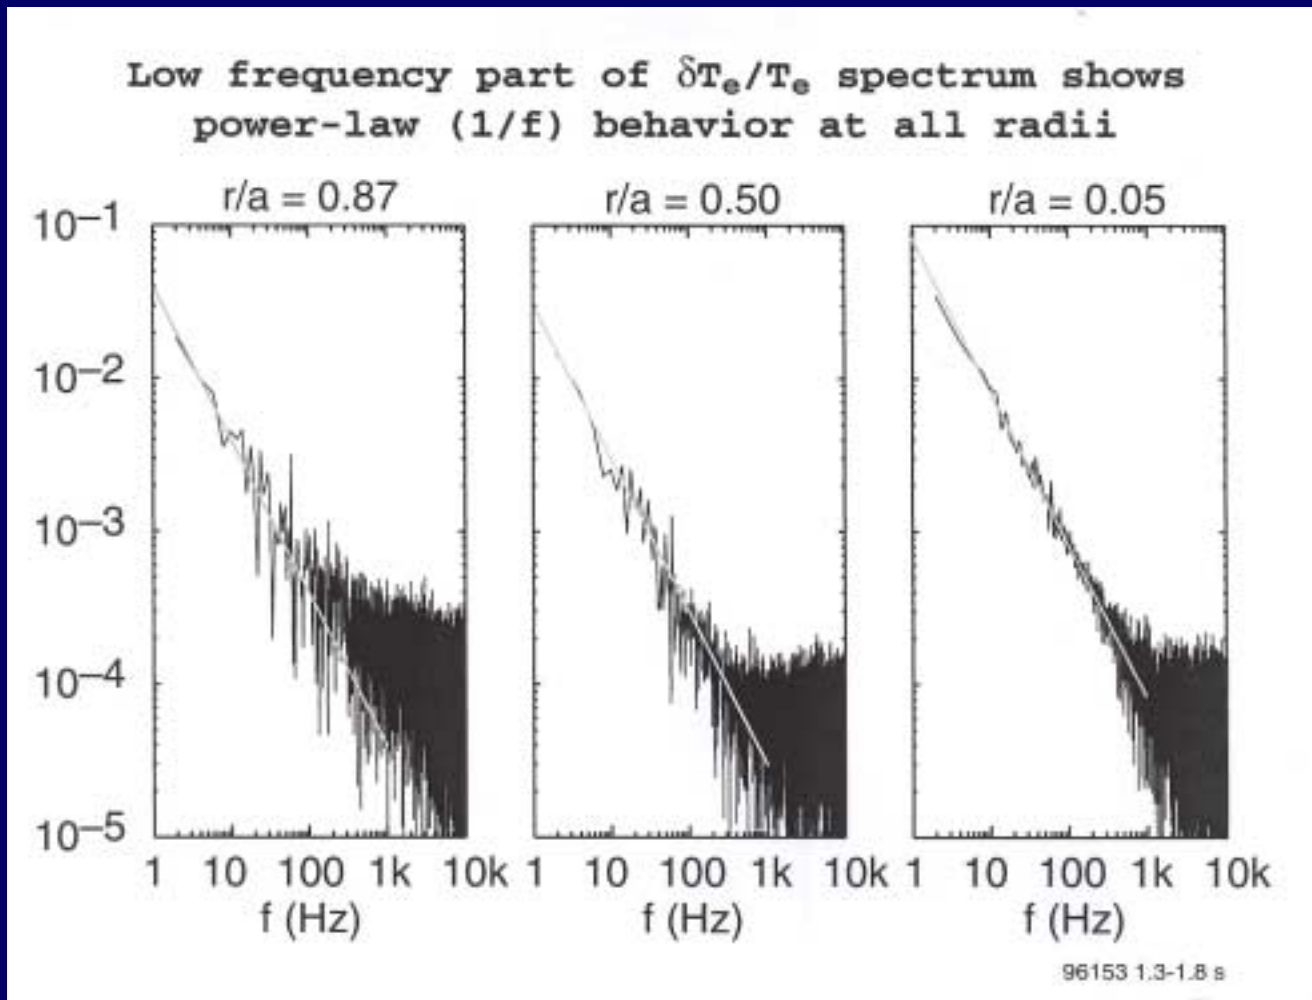 Low frequency part of δTₑ/Tₑ spectrum shows
power-law (1/f) behavior at all radii
r/a = 0.87 r/a = 0.50 r/a = 0.05
10⁻¹
10⁻²
10⁻³
10⁻⁴
10⁻⁵
1 10 100 1k 10k 1 10 100 1k 10k 1 10 100 1k 10k
f (Hz) f (Hz) f (Hz)
96153 1.3-1.8 s